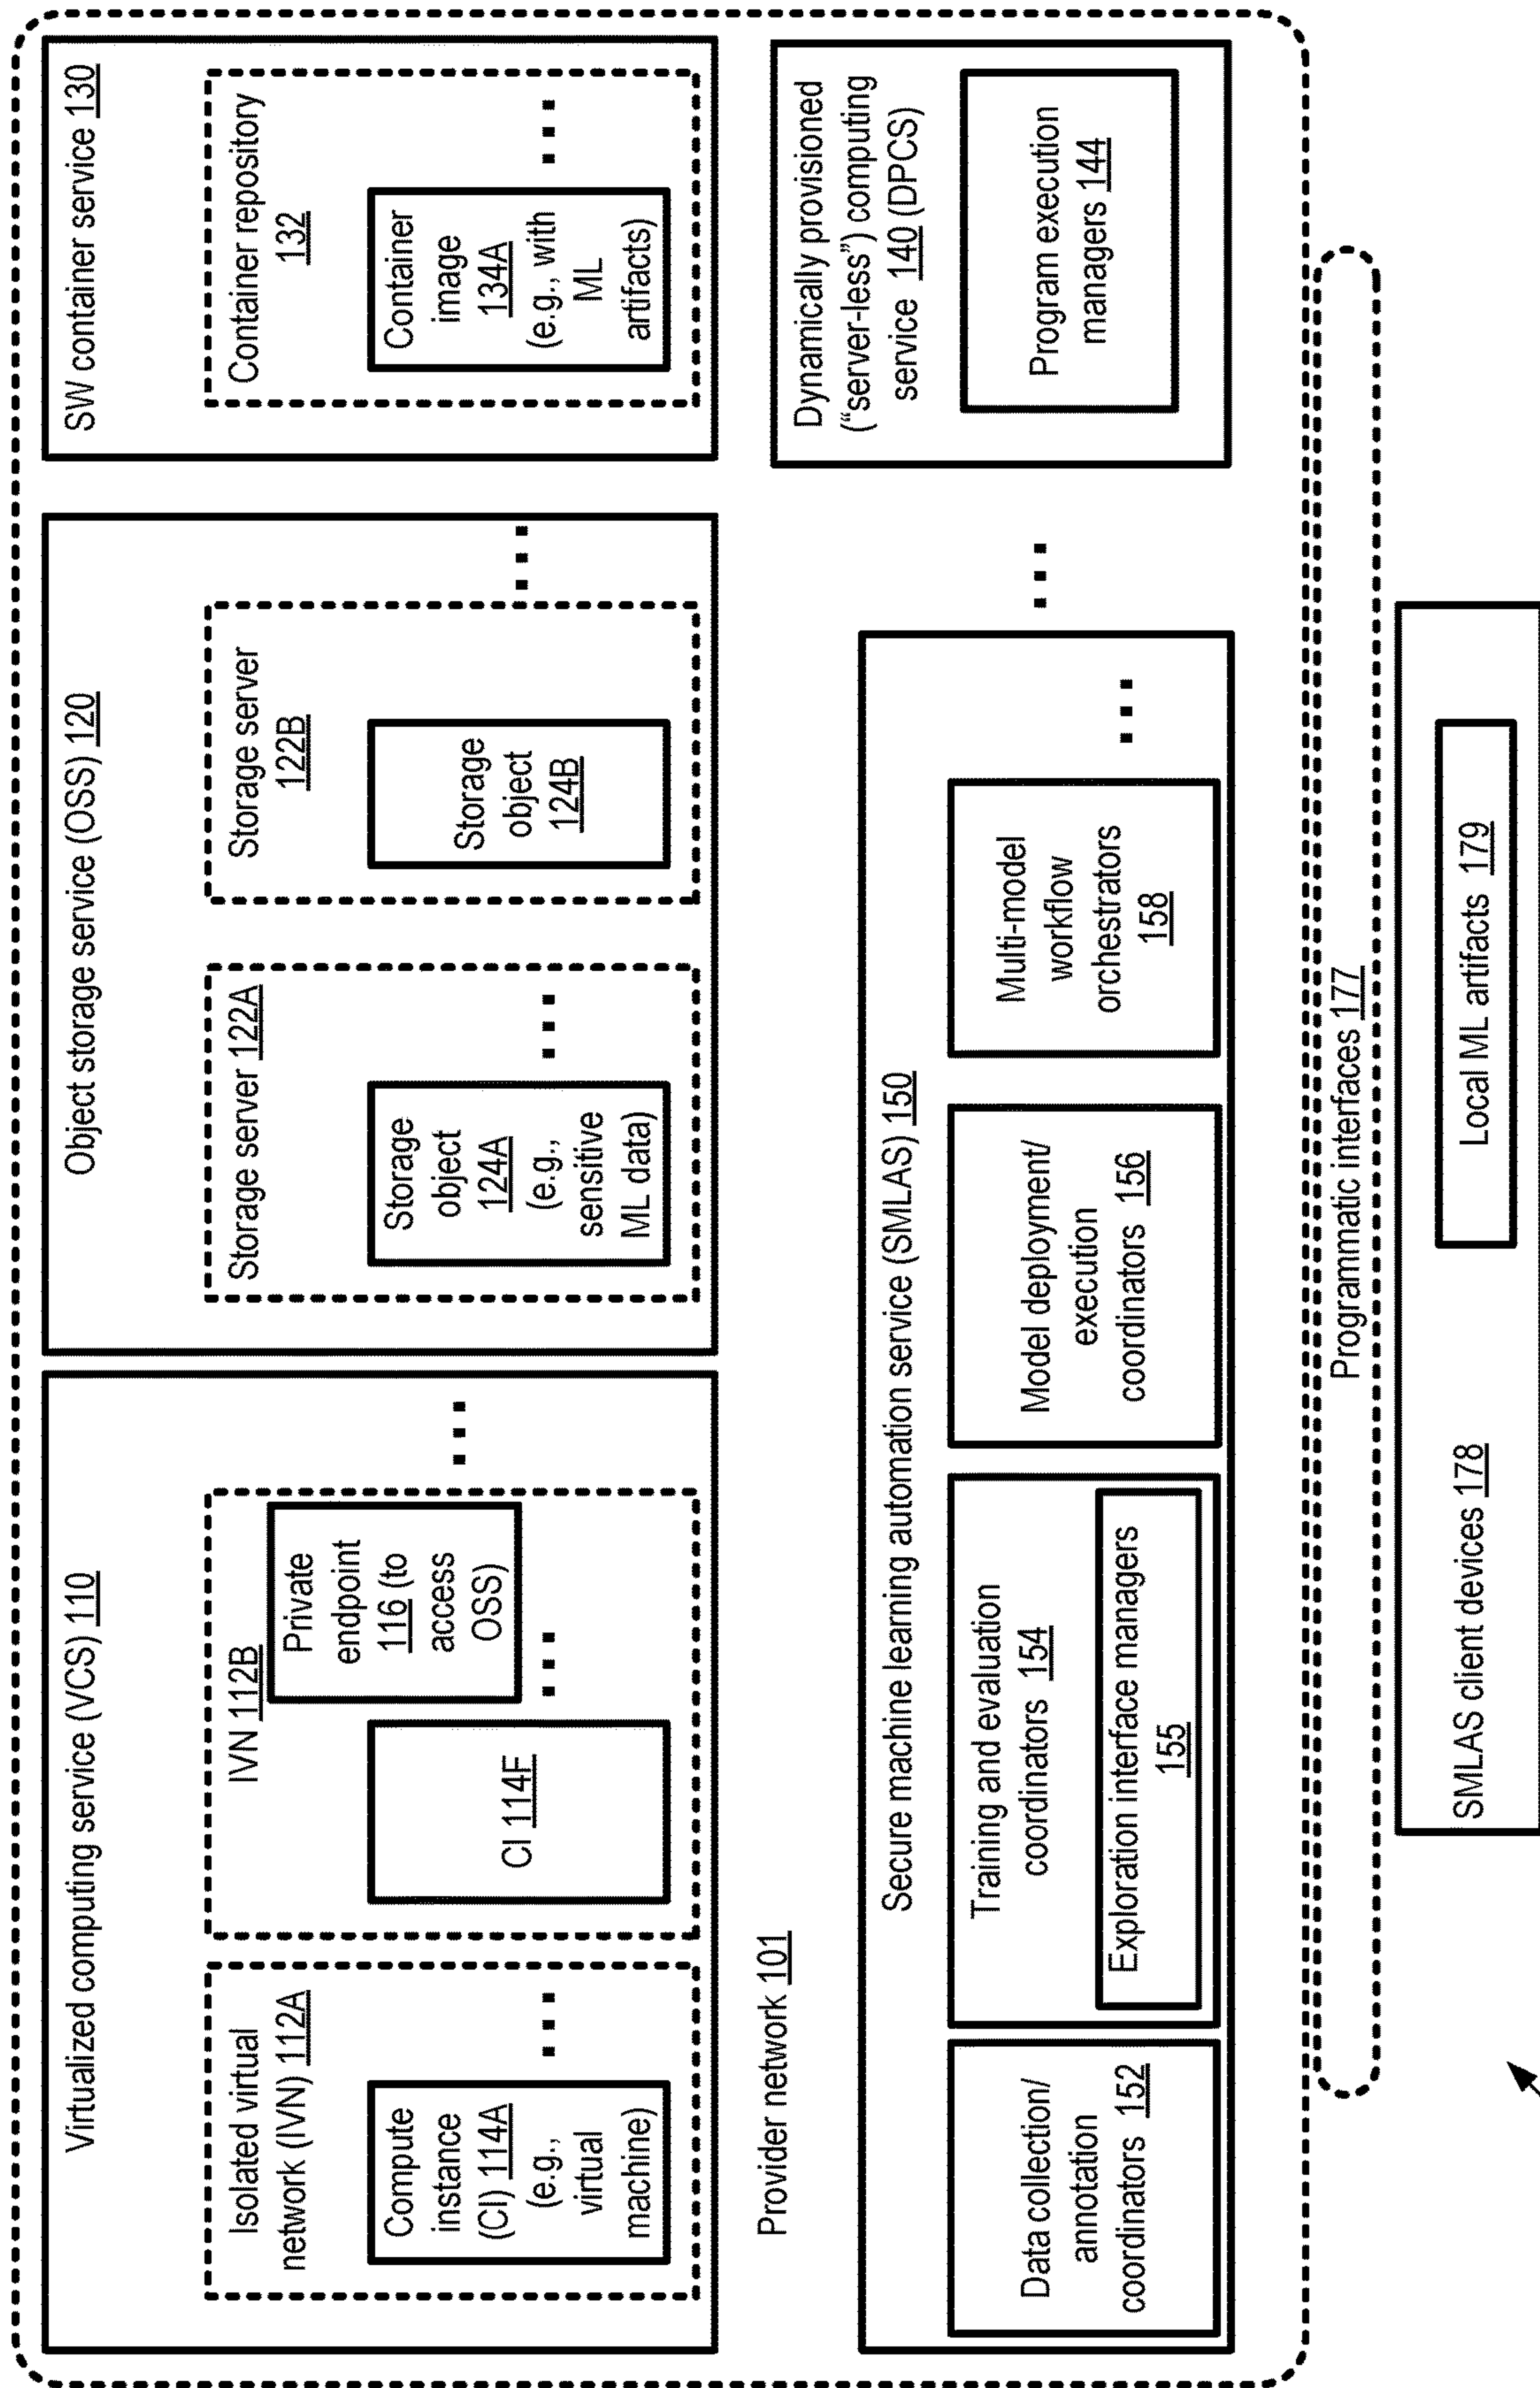 Virtualized computing service (VCS) 110
Isolated virtual
network (IVN) 112A
Compute
instance
(CI) 114A
(e.g.,
virtual
machine)
...
IVN 112B
CI 114F
Private
endpoint
116 (to
access
OSS)
...
...
Object storage service (OSS) 120
Storage server 122A
Storage
object
124A
(e.g.,
sensitive
ML data)
...
Storage server
122B
Storage
object
124B
...
SW container service 130
Container repository
132
Container
image
134A
(e.g., with
ML
artifacts)
...
Provider network 101
Secure machine learning automation service (SMLAS) 150
Data collection/
annotation
coordinators 152
Training and evaluation
coordinators 154
Exploration interface managers
155
Model deployment/
execution
coordinators 156
Multi-model
workflow
orchestrators
158
...
...
Dynamically provisioned
(“server-less”) computing
service 140 (DPCS)
Program execution
managers 144
Programmatic interfaces 177
SMLAS client devices 178
Local ML artifacts 179